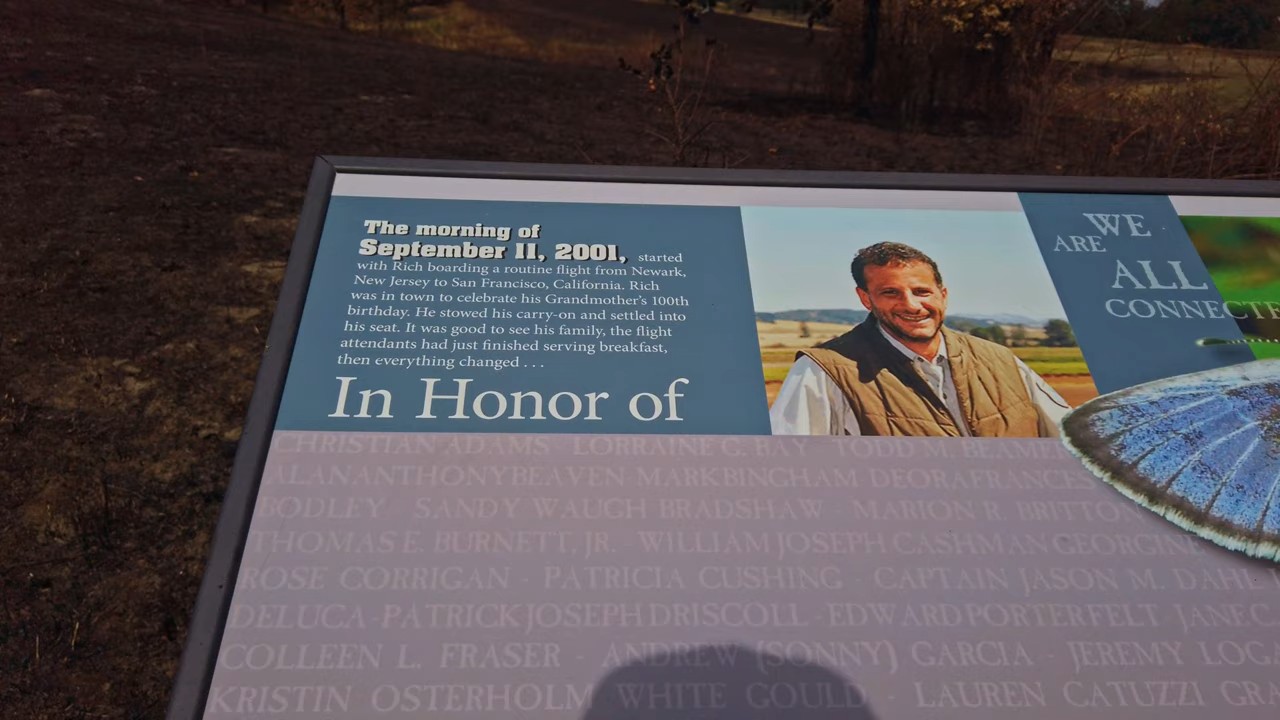 The morning of
September 11, 2001, started
with Rich boarding a routine flight from Newark,
New Jersey to San Francisco, California. Rich
was in town to celebrate his Grandmother's 100th
birthday. He stowed his carry-on and settled into
his seat. It was good to see his family, the flight
attendants had just finished serving breakfast,
then everything changed . . .
In Honor of
WE
ARE
ALL
CONNECTE
CHRISTIAN ADAMS LORRAINE G. BAY TODD M. BEAME
ALAN ANTHONY BEAVEN - MARK BINGHAM DEORA FRANCES
BODLEY SANDY WAUGH BRADSHAW - MARION R. BRITTO
THOMAS E. BURNETT, JR. WILLIAM JOSEPH CASHMAN GEORGINE
ROSE CORRIGAN - PATRICIA CUSHING - CAPTAIN JASON M. DAHL
DELUCA - PATRICK JOSEPH DRISCOLL EDWARD PORTER FELT JANE C.
COLLEEN L. FRASER - ANDREW (SONNY) GARCIA - JEREMY LOG
KRISTIN OSTERHOLM WHITE GOULD - LAUREN CATUZZI GRA